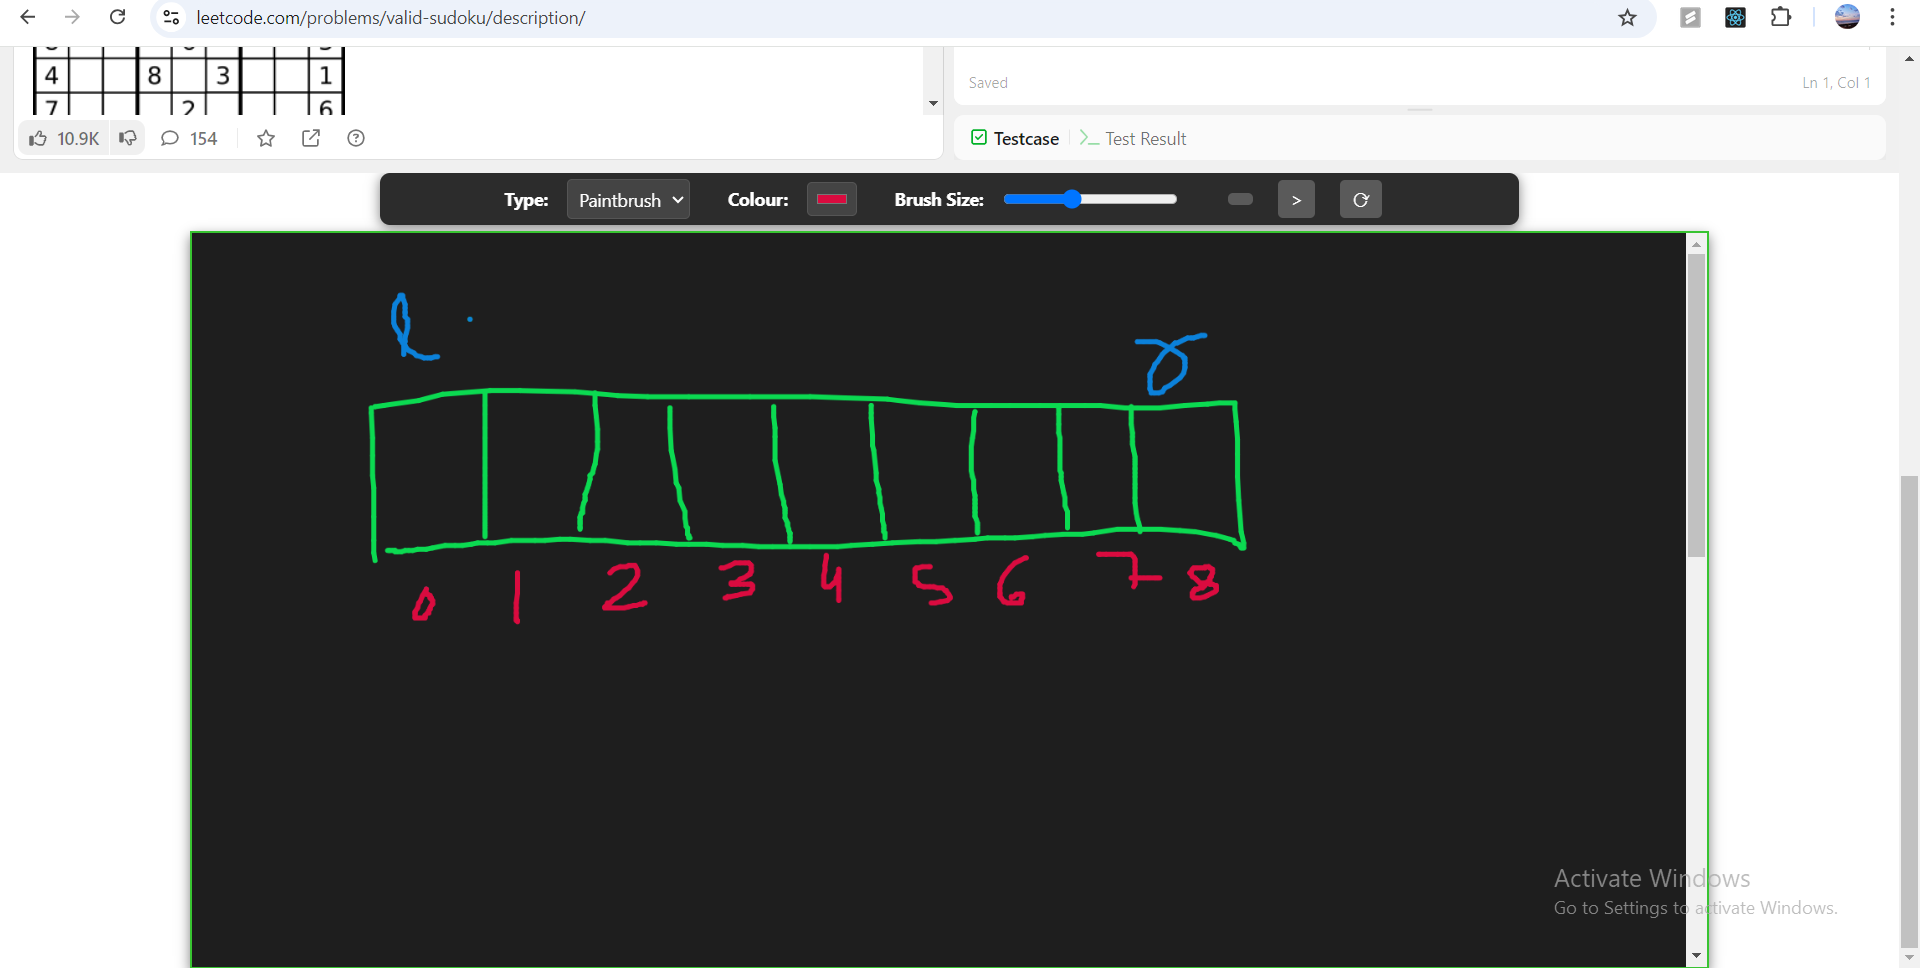 leetcode.com/problems/valid-sudoku/description/
4 8 3 1
7 2 6
10.9K 154
Saved
Ln 1, Col 1
Testcase >_ Test Result
Type: Paintbrush Colour: Brush Size: >
l r
0 1 2 3 4 5 6 7 8
Activate Windows
Go to Settings to activate Windows.